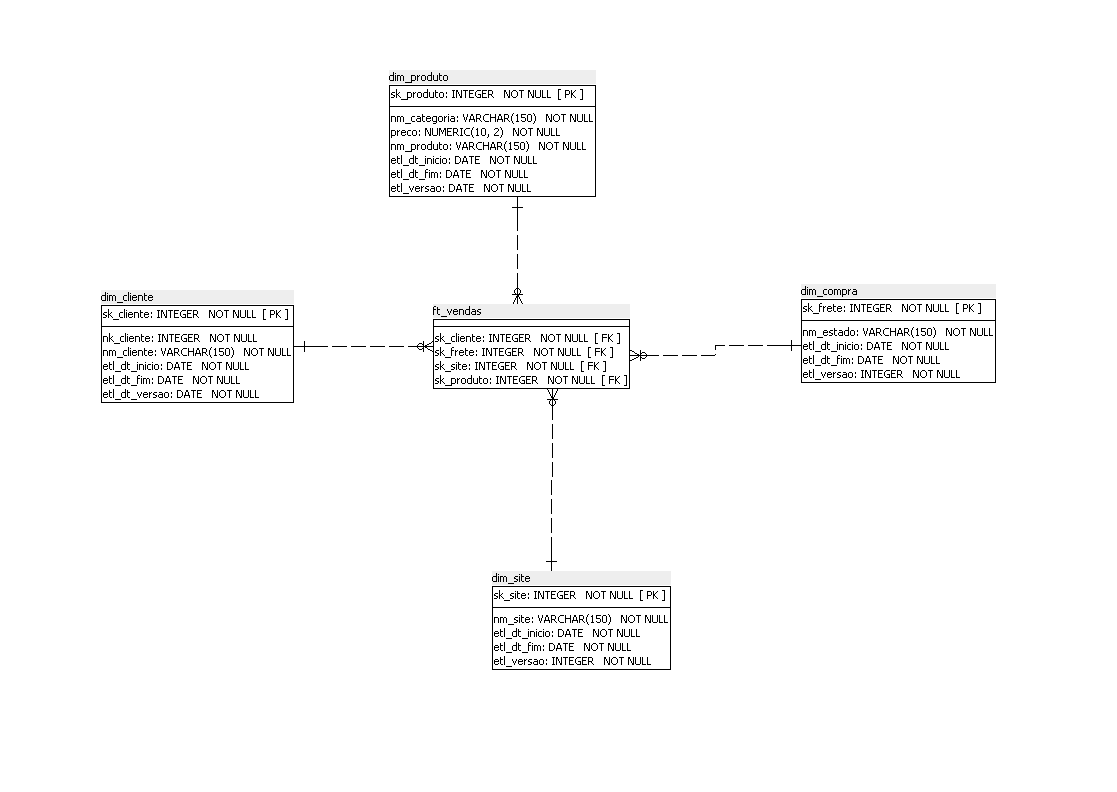 dim_produto
sk_produto: INTEGER NOT NULL [ PK ]
nm_categoria: VARCHAR(150) NOT NULL
preco: NUMERIC(10, 2) NOT NULL
nm_produto: VARCHAR(150) NOT NULL
etl_dt_inicio: DATE NOT NULL
etl_dt_fim: DATE NOT NULL
etl_versao: DATE NOT NULL
dim_cliente
sk_cliente: INTEGER NOT NULL [ PK ]
nk_cliente: INTEGER NOT NULL
nm_cliente: VARCHAR(150) NOT NULL
etl_dt_inicio: DATE NOT NULL
etl_dt_fim: DATE NOT NULL
etl_dt_versao: DATE NOT NULL
ft_vendas
sk_cliente: INTEGER NOT NULL [ FK ]
sk_frete: INTEGER NOT NULL [ FK ]
sk_site: INTEGER NOT NULL [ FK ]
sk_produto: INTEGER NOT NULL [ FK ]
dim_compra
sk_frete: INTEGER NOT NULL [ PK ]
nm_estado: VARCHAR(150) NOT NULL
etl_dt_inicio: DATE NOT NULL
etl_dt_fim: DATE NOT NULL
etl_versao: INTEGER NOT NULL
dim_site
sk_site: INTEGER NOT NULL [ PK ]
nm_site: VARCHAR(150) NOT NULL
etl_dt_inicio: DATE NOT NULL
etl_dt_fim: DATE NOT NULL
etl_versao: INTEGER NOT NULL